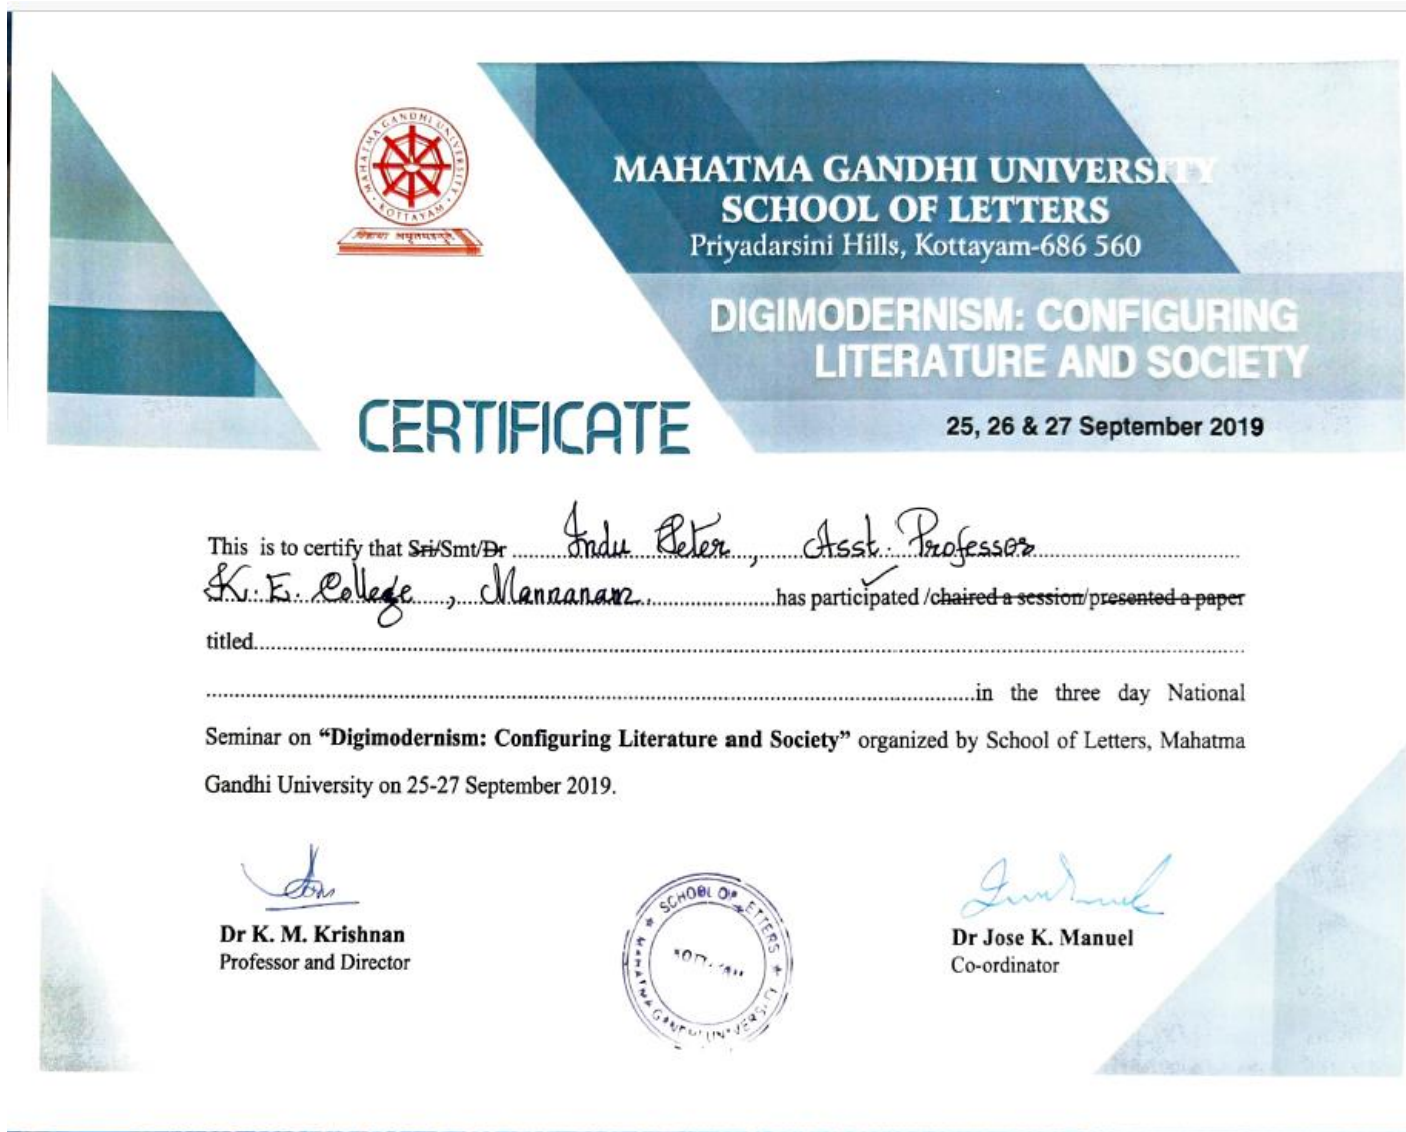 MAHATMA GANDHI UNIVERSITY
KOTTAYAM
MAHATMA GANDHI UNIVERSITY
SCHOOL OF LETTERS
Priyadarsini Hills, Kottayam-686 560
DIGIMODERNISM: CONFIGURING
LITERATURE AND SOCIETY
CERTIFICATE
25, 26 & 27 September 2019
This is to certify that Sri/Smt/Dr ........ Indu Peter, Asst. Professor ........
K. E. College, Mannanam ........ has participated /chaired a session/presented a paper
titled........
........in the three day National
Seminar on “Digimodernism: Configuring Literature and Society” organized by School of Letters, Mahatma
Gandhi University on 25-27 September 2019.
Dr K. M. Krishnan
Professor and Director
SCHOOL OF LETTERS
MAHATMA GANDHI UNIVERSITY
Dr Jose K. Manuel
Co-ordinator